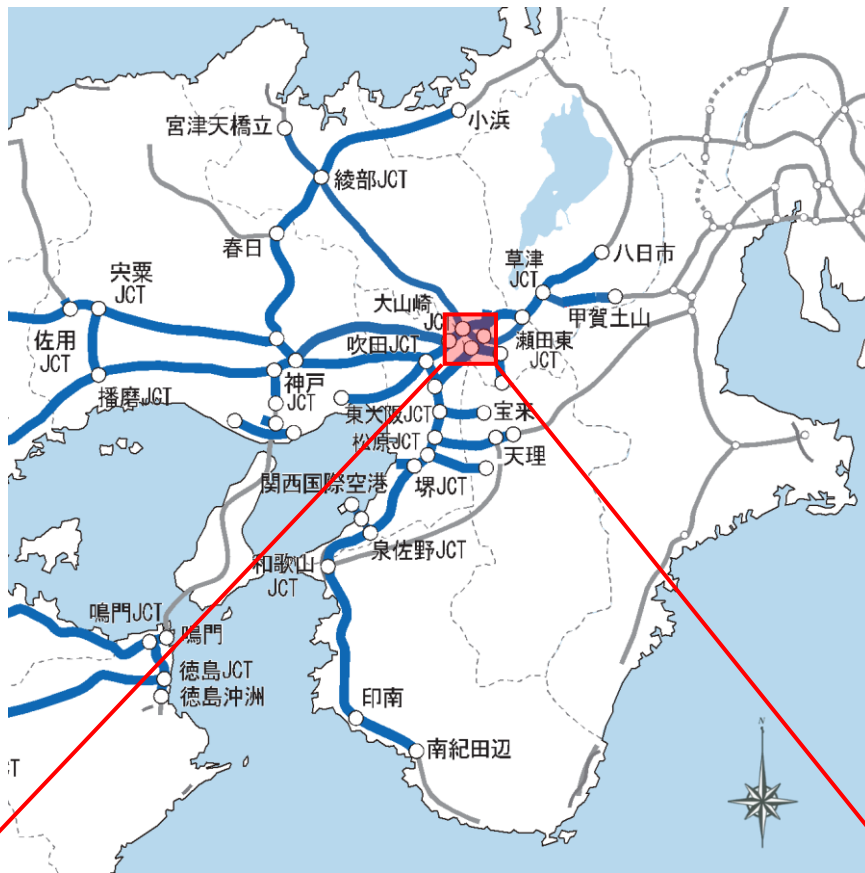 宮津天橋立
小浜
綾部JCT
春日
草津
JCT
八日市
宍粟
JCT
大山崎
JC
甲賀土山
佐用
JCT
吹田JCT
瀬田東
JCT
播磨JCT
神戸
JCT
東大阪JCT
宝来
松原JCT
天理
関西国際空港
堺JCT
泉佐野JCT
和歌山
JCT
鳴門JCT
鳴門
徳島JCT
徳島沖洲
印南
南紀田辺
CT
N